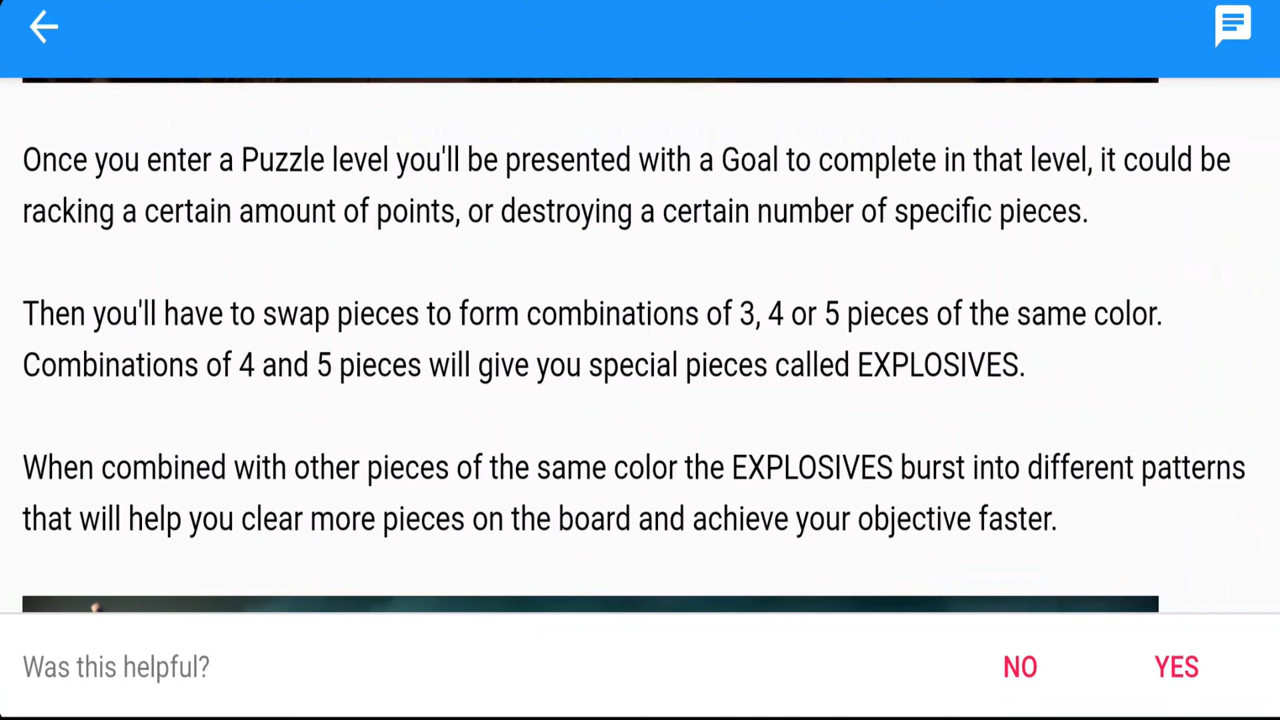 Once you enter a Puzzle level you'll be presented with a Goal to complete in that level, it could be
racking a certain amount of points, or destroying a certain number of specific pieces.
Then you'll have to swap pieces to form combinations of 3, 4 or 5 pieces of the same color.
Combinations of 4 and 5 pieces will give you special pieces called EXPLOSIVES.
When combined with other pieces of the same color the EXPLOSIVES burst into different patterns
that will help you clear more pieces on the board and achieve your objective faster.
Was this helpful? NO YES